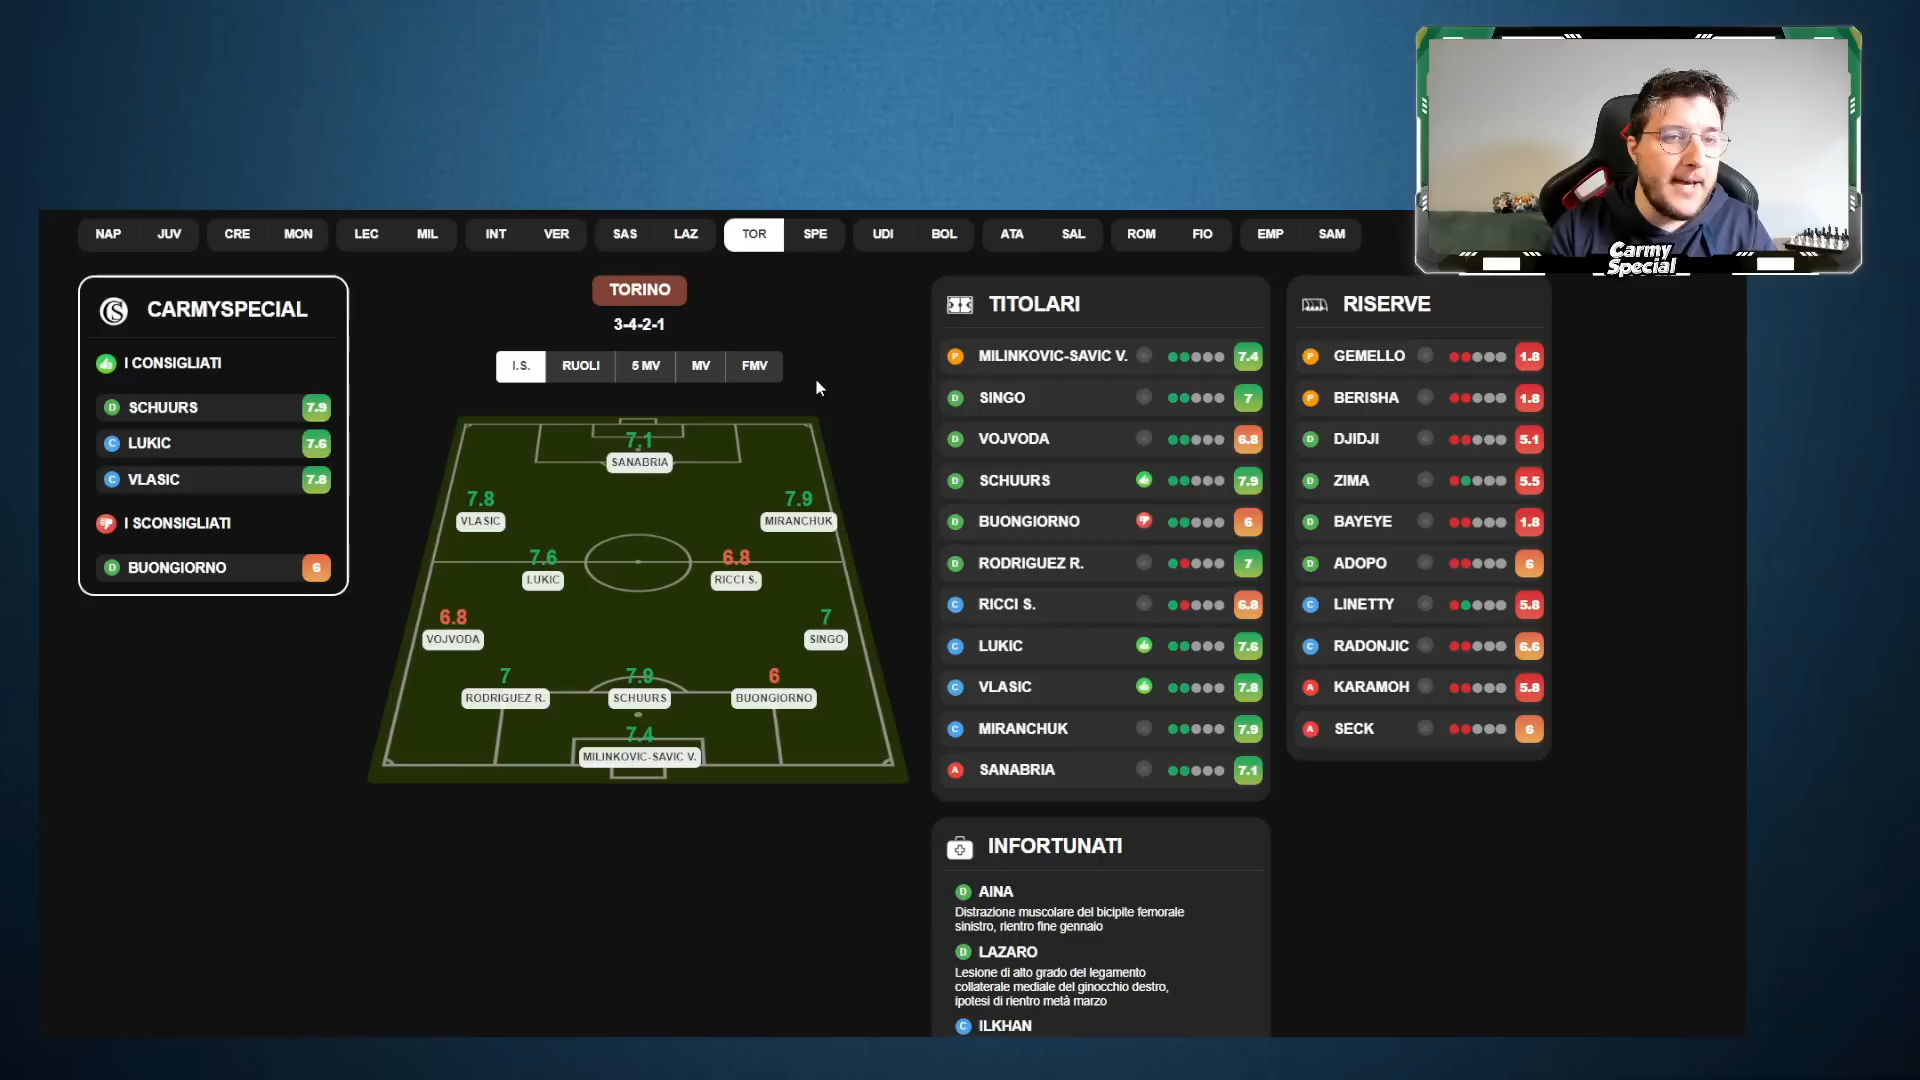 NAP JUV CRE MON LEC MIL INT VER SAS LAZ TOR SPE UDI BOL ATA SAL ROM FIO EMP SAM
Carmy
Special
CARMYSPECIAL
I CONSIGLIATI
D SCHUURS 7.9
C LUKIC 7.6
C VLASIC 7.8
I SCONSIGLIATI
D BUONGIORNO 6
TORINO
3-4-2-1
I.S. RUOLI 5 MV MV FMV
7.1
SANABRIA
7.8 7.9
VLASIC MIRANCHUK
7.6 6.8
LUKIC RICCI S.
6.8 7
VOJVODA SINGO
7 7.9 6
RODRIGUEZ R. SCHUURS BUONGIORNO
7.4
MILINKOVIC-SAVIC V.
TITOLARI
P MILINKOVIC-SAVIC V. 7.4
D SINGO 7
D VOJVODA 6.8
D SCHUURS 7.9
D BUONGIORNO 6
D RODRIGUEZ R. 7
C RICCI S. 6.8
C LUKIC 7.6
C VLASIC 7.8
C MIRANCHUK 7.9
A SANABRIA 7.1
RISERVE
P GEMELLO 1.8
P BERISHA 1.8
D DJIDJI 5.1
D ZIMA 5.5
D BAYEYE 1.8
D ADOPO 6
C LINETTY 5.8
C RADONJIC 6.6
A KARAMOH 5.8
A SECK 6
INFORTUNATI
D AINA
Distrazione muscolare del bicipite femorale
sinistro, rientro fine gennaio
D LAZARO
Lesione di alto grado del legamento
collaterale mediale del ginocchio destro,
ipotesi di rientro metà marzo
C ILKHAN